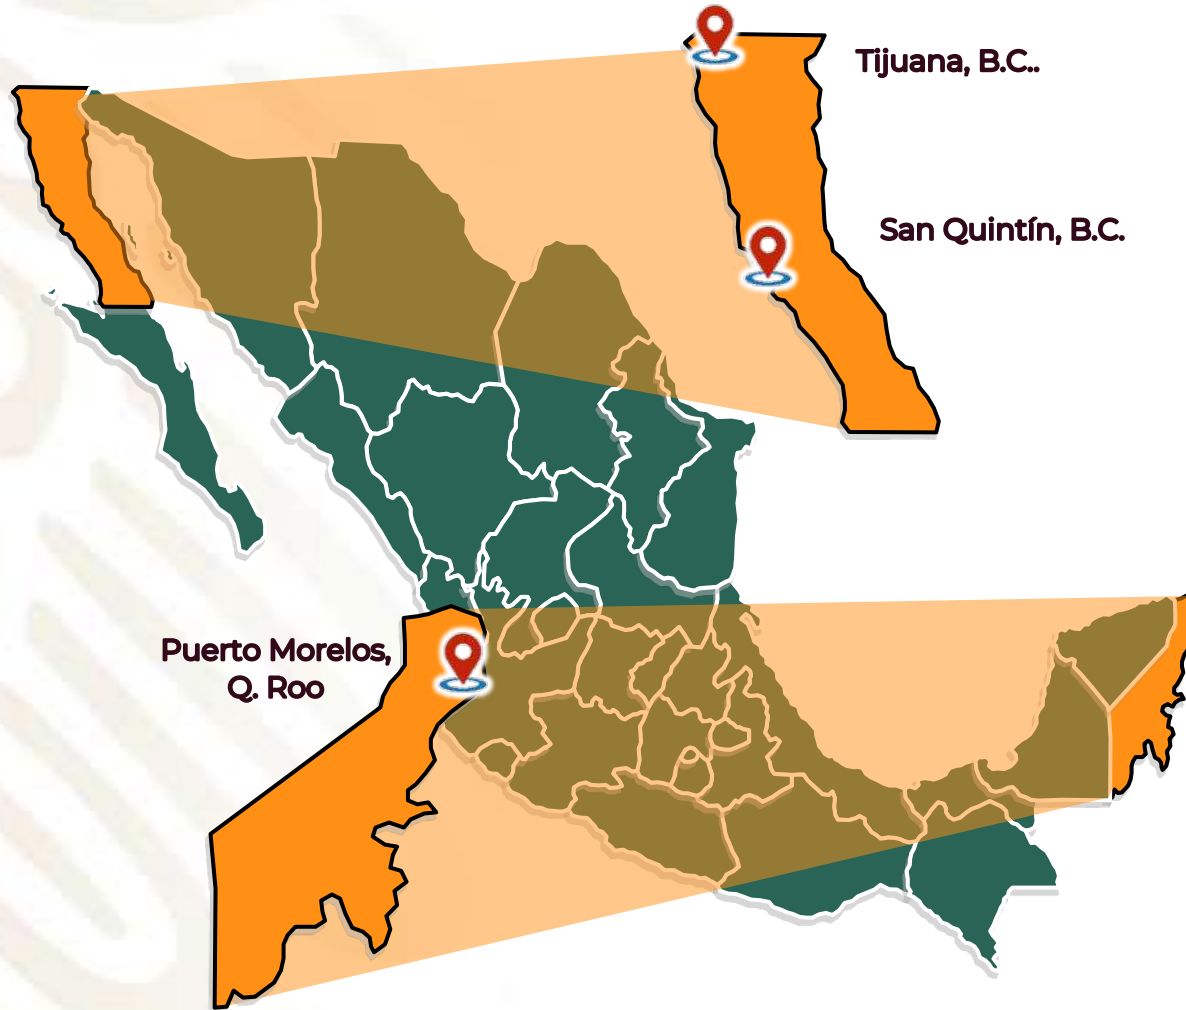 Tijuana, B.C..
San Quintín, B.C.
Puerto Morelos,
Q. Roo